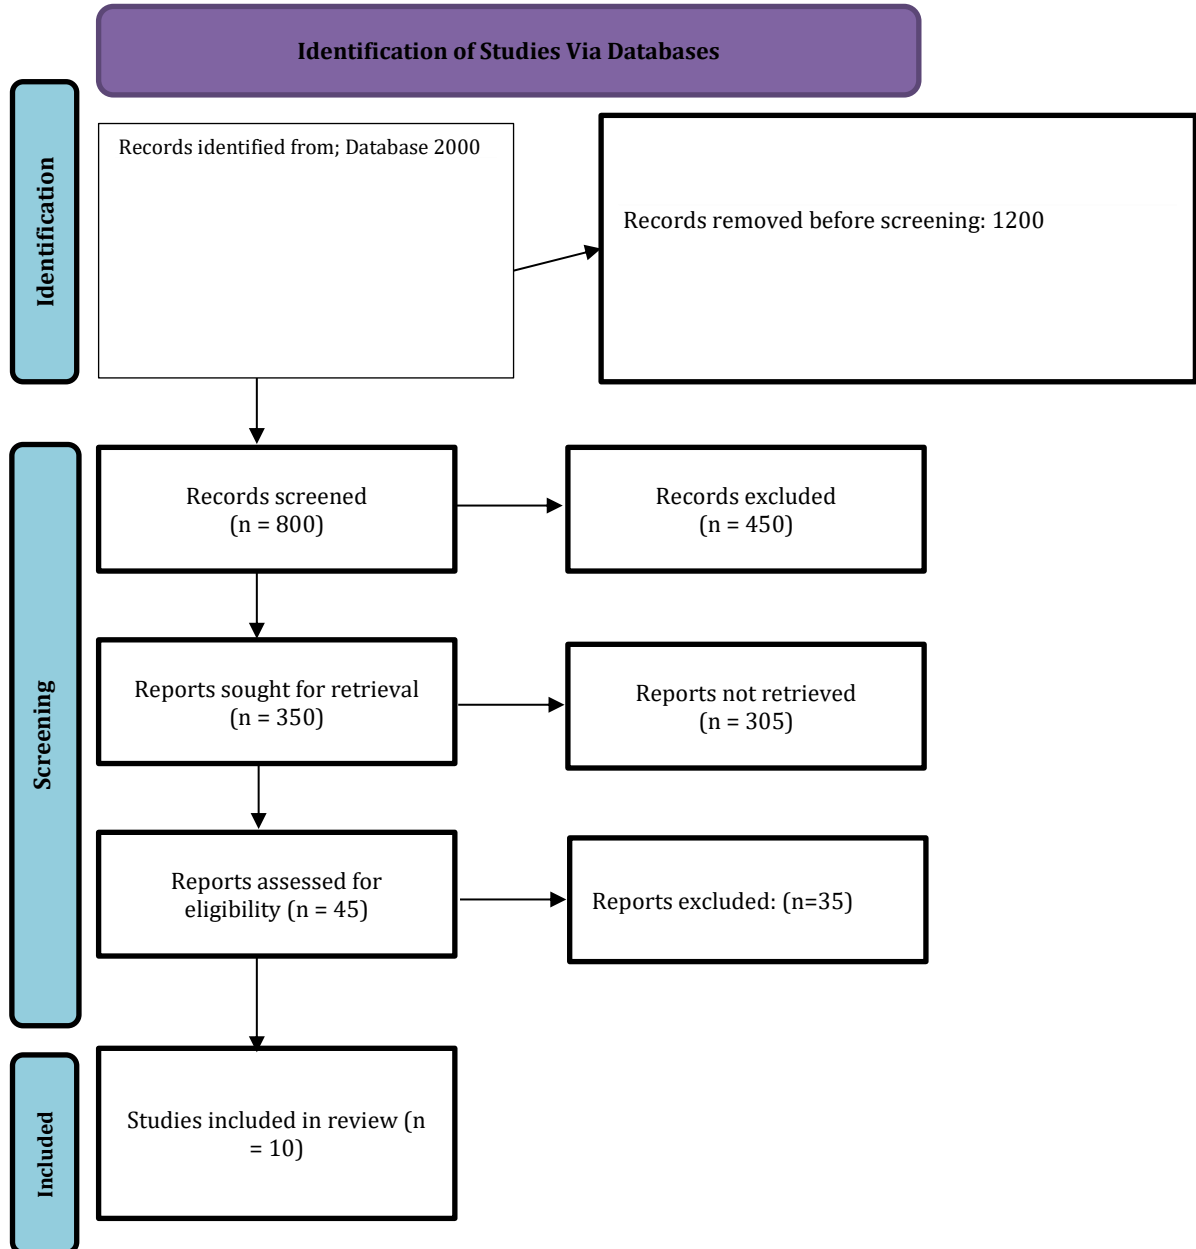 Identification of Studies Via Databases
Identification
Records identified from; Database 2000
Records removed before screening: 1200
Screening
Records screened
(n = 800)
Records excluded
(n = 450)
Reports sought for retrieval
(n = 350)
Reports not retrieved
(n = 305)
Reports assessed for
eligibility (n = 45)
Reports excluded: (n=35)
Included
Studies included in review (n
= 10)